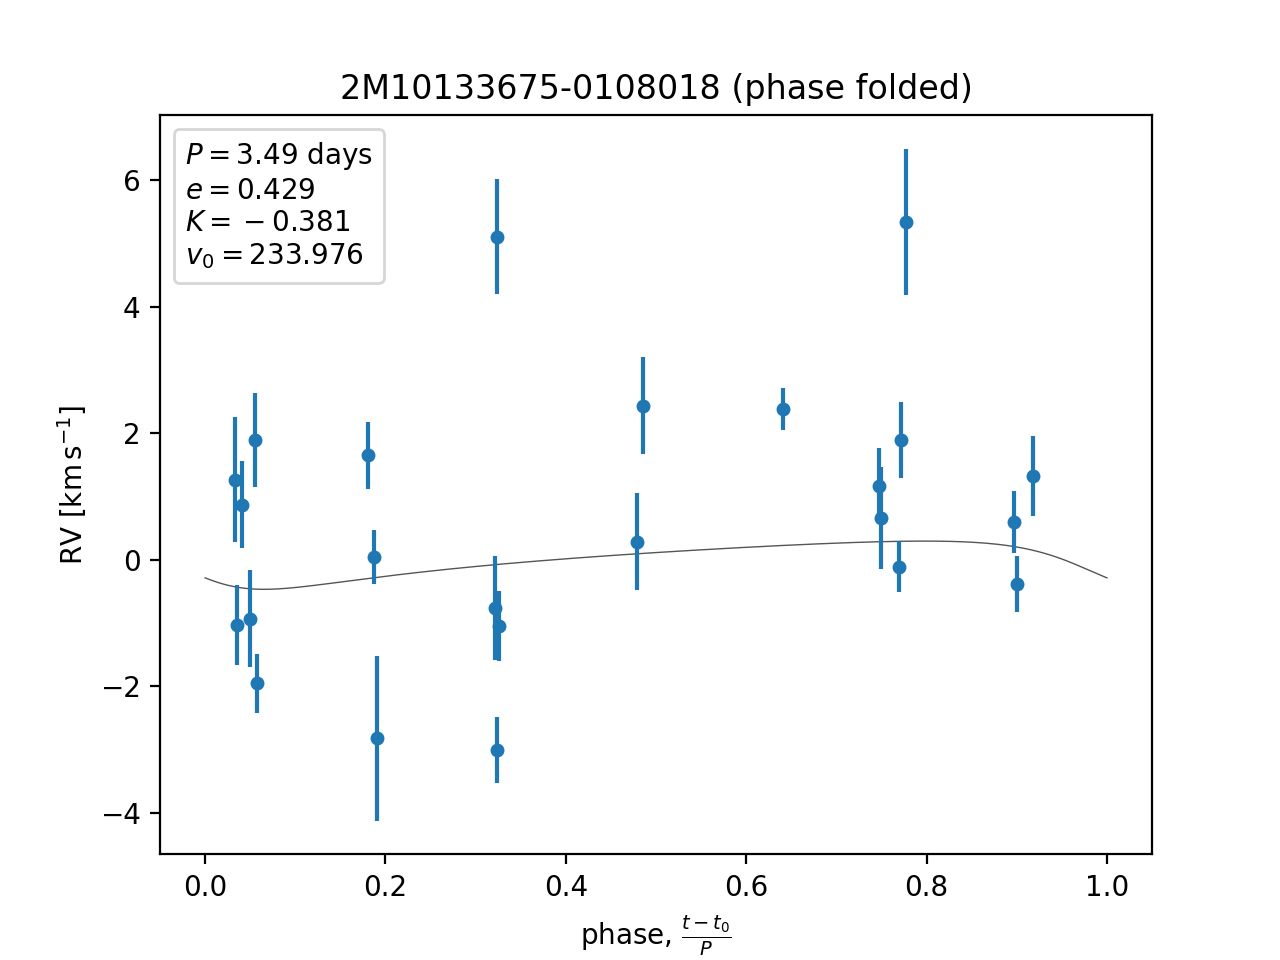 2M10133675-0108018 (phase folded)
P = 3.49 days
e = 0.429
K = −0.381
v₀ = 233.976
6
4
2
0
−2
−4
RV [km s⁻¹]
0.0 0.2 0.4 0.6 0.8 1.0
phase, (t − t₀)/P